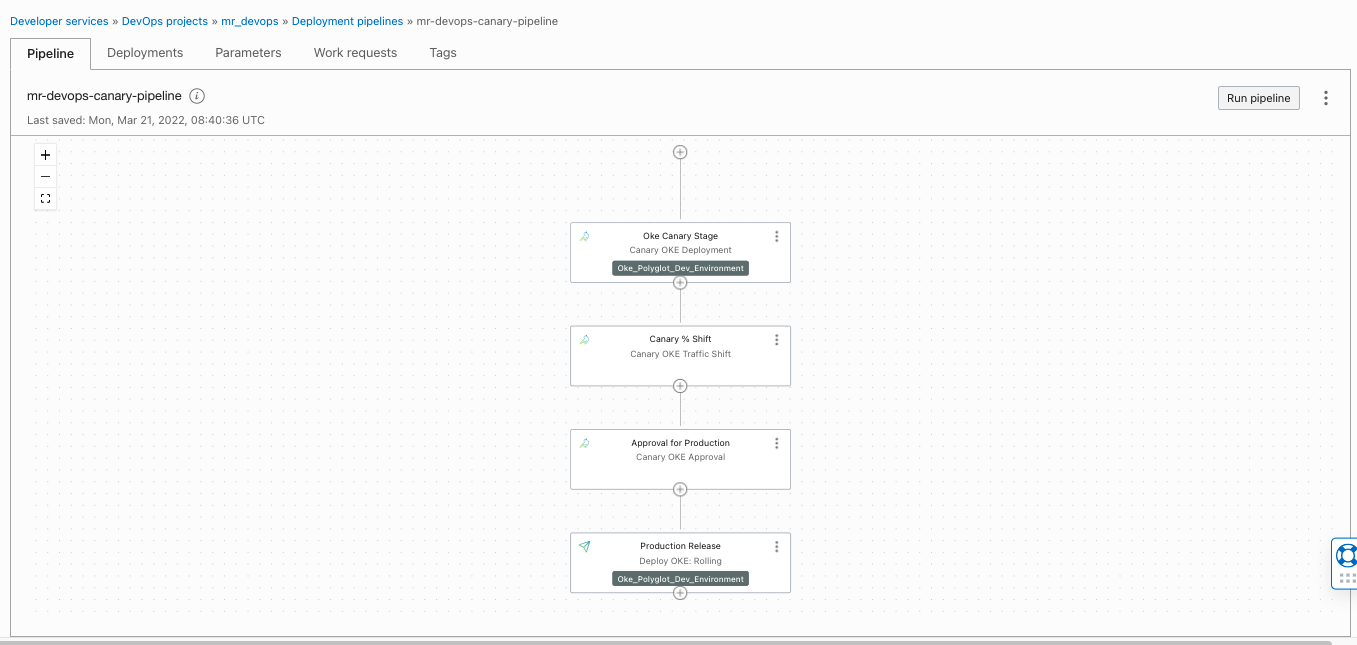 Developer services » DevOps projects » mr_devops » Deployment pipelines » mr-devops-canary-pipeline
Pipeline Deployments Parameters Work requests Tags
mr-devops-canary-pipeline i
Run pipeline
Last saved: Mon, Mar 21, 2022, 08:40:36 UTC
Oke Canary Stage
Canary OKE Deployment
Oke_Polyglot_Dev_Environment
Canary % Shift
Canary OKE Traffic Shift
Approval for Production
Canary OKE Approval
Production Release
Deploy OKE: Rolling
Oke_Polyglot_Dev_Environment